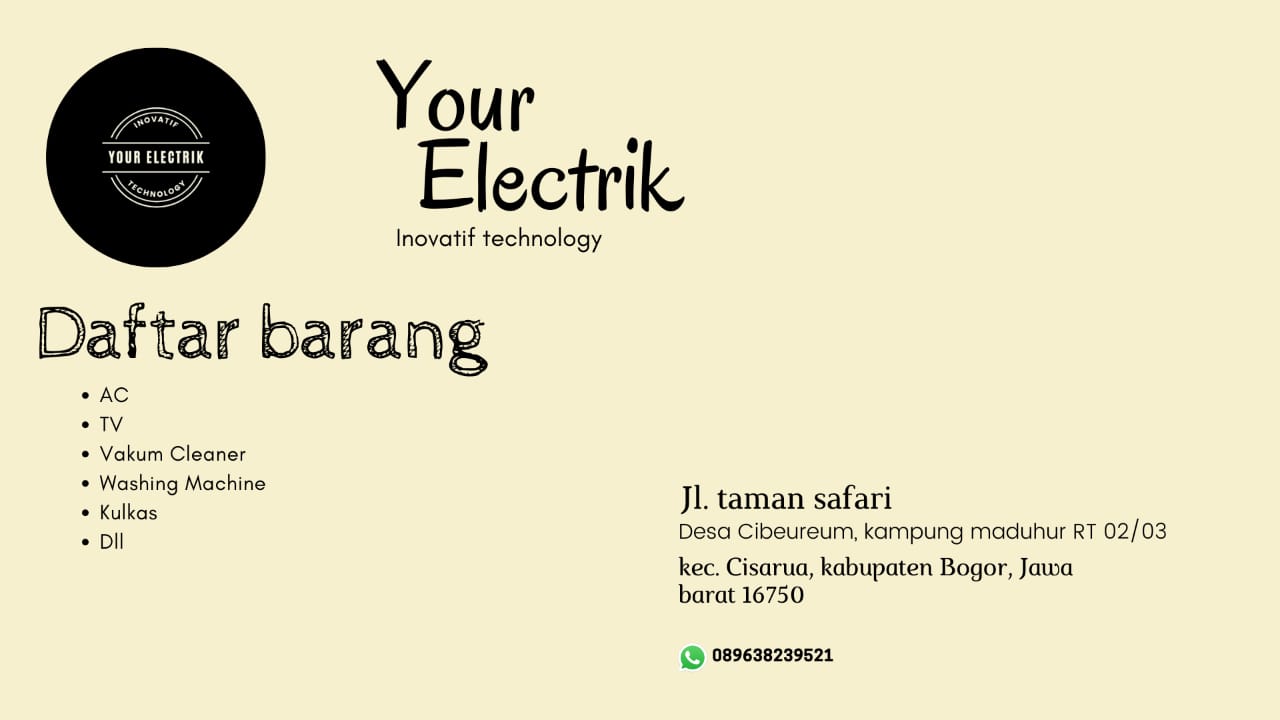 INOVATIF
YOUR ELECTRIK
TECHNOLOGY
Your
Electrik
Inovatif technology
Daftar barang
• AC
• TV
• Vakum Cleaner
• Washing Machine
• Kulkas
• Dll
Jl. taman safari
Desa Cibeureum, kampung maduhur RT 02/03
kec. Cisarua, kabupaten Bogor, Jawa
barat 16750
089638239521